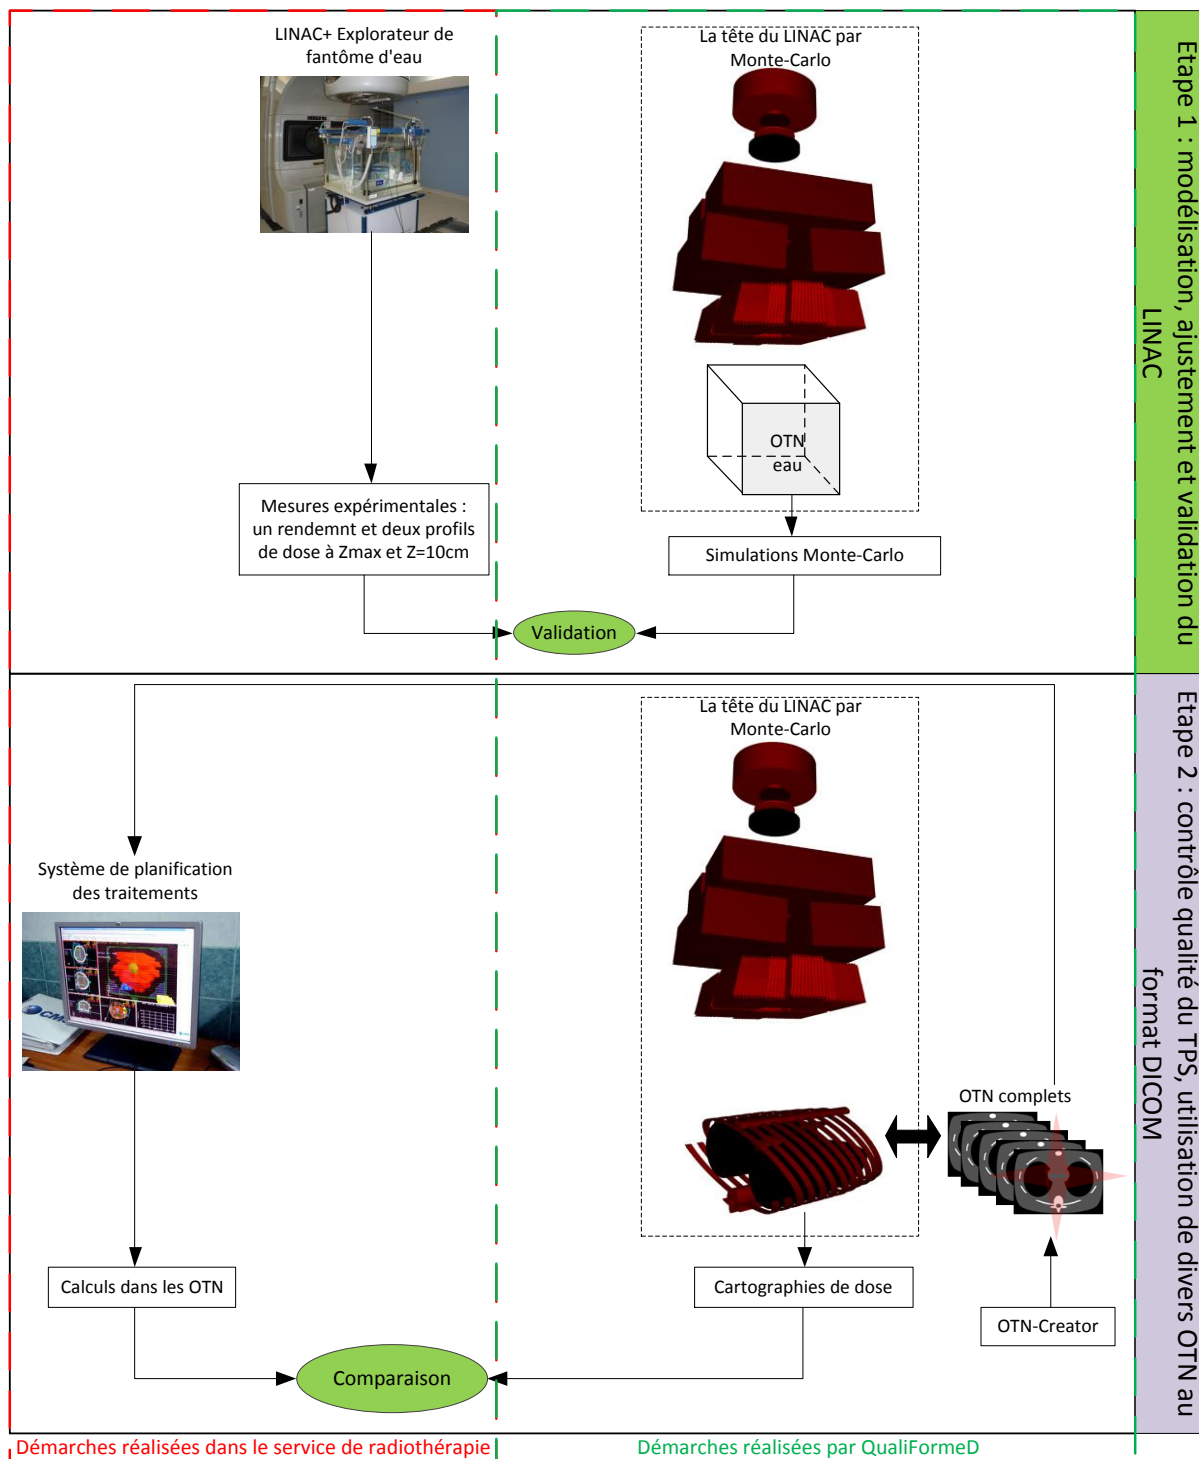 LINAC+ Explorateur de
fantôme d'eau
La tête du LINAC par
Monte-Carlo
OTN
eau
Mesures expérimentales :
un rendemnt et deux profils
de dose à Zmax et Z=10cm
Simulations Monte-Carlo
Validation
Etape 1 : modélisation, ajustement et validation du
LINAC
La tête du LINAC par
Monte-Carlo
Système de planification
des traitements
CMS
OTN complets
Calculs dans les OTN
Cartographies de dose
OTN-Creator
Comparaison
Etape 2 : contrôle qualité du TPS, utilisation de divers OTN au
format DICOM
Démarches réalisées dans le service de radiothérapie
Démarches réalisées par QualiFormeD